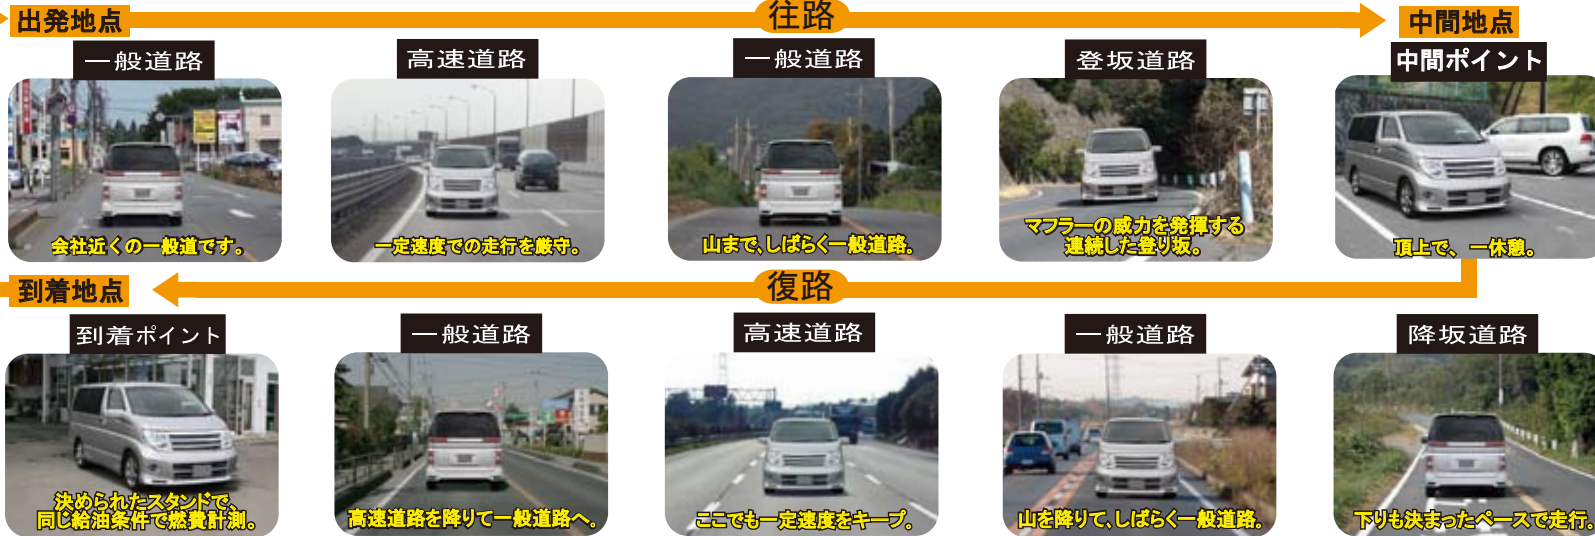 出発地点
往路
中間地点
一般道路
高速道路
一般道路
登坂道路
中間ポイント
会社近くの一般道です。
一定速度での走行を厳守。
山まで、しばらく一般道路。
マフラーの威力を発揮する
連続した登り坂。
頂上で、一休憩。
到着地点
復路
到着ポイント
一般道路
高速道路
一般道路
降坂道路
決められたスタンドで、
同じ給油条件で燃費計測。
高速道路を降りて一般道路へ。
ここでも一定速度をキープ。
山を降りて、しばらく一般道路。
下りも決まったペースで走行。